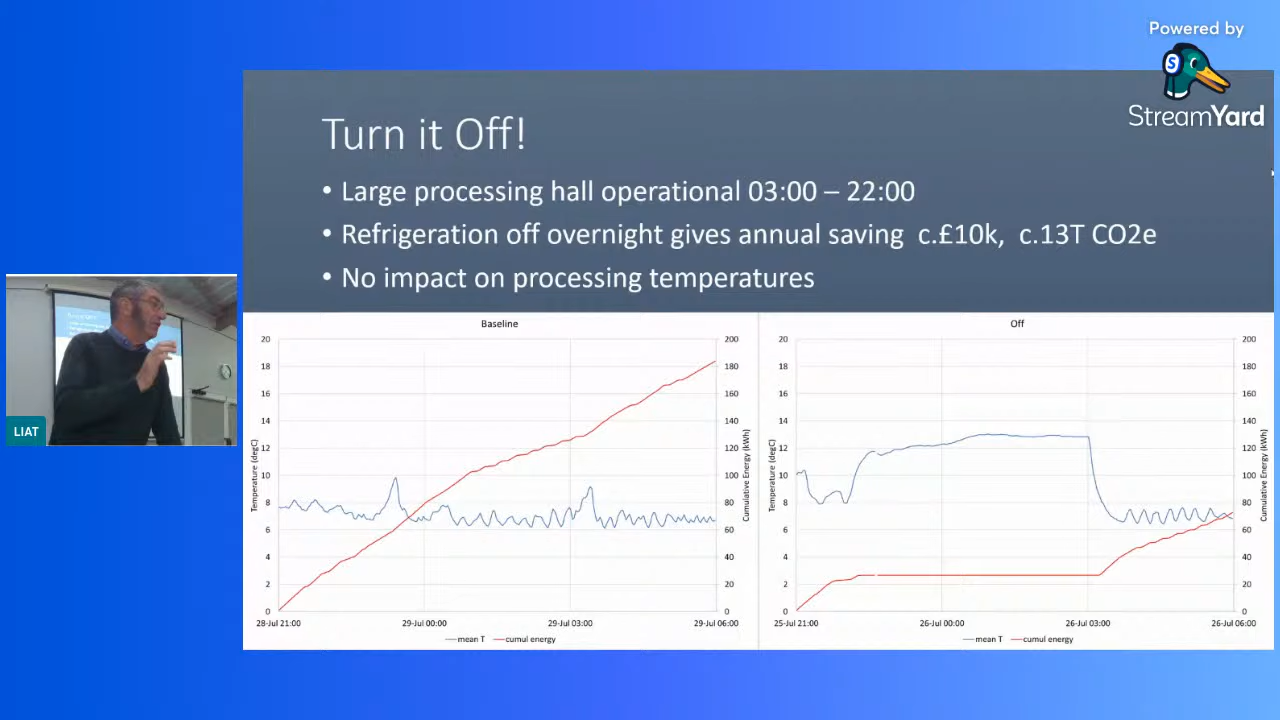 Powered by
StreamYard
Turn it Off!
• Large processing hall operational 03:00 – 22:00
• Refrigeration off overnight gives annual saving c.£10k, c.13T CO2e
• No impact on processing temperatures
LIAT
Baseline
20
18
16
14
12
10
8
6
4
2
0
Temperature (degC)
200
180
160
140
120
100
80
60
40
20
0
Cumulative Energy (kWh)
28-Jul 21:00
29-Jul 00:00
29-Jul 03:00
29-Jul 06:00
mean T
cumul energy
Off
20
18
16
14
12
10
8
6
4
2
0
Temperature (degC)
200
180
160
140
120
100
80
60
40
20
0
Cumulative Energy (kWh)
25-Jul 21:00
26-Jul 00:00
26-Jul 03:00
26-Jul 06:00
mean T
cumul energy